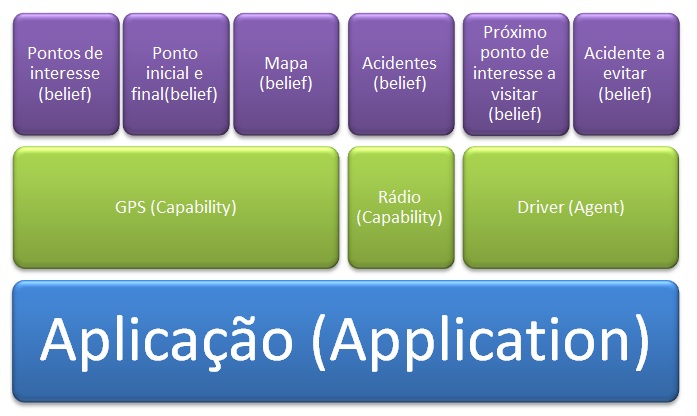 Pontos de
interesse
(belief)
Ponto
inicial e
final(belief)
Mapa
(belief)
Acidentes
(belief)
Próximo
ponto de
interesse a
visitar
(belief)
Acidente a
evitar
(belief)
GPS (Capability)
Rádio
(Capability)
Driver (Agent)
Aplicação (Application)